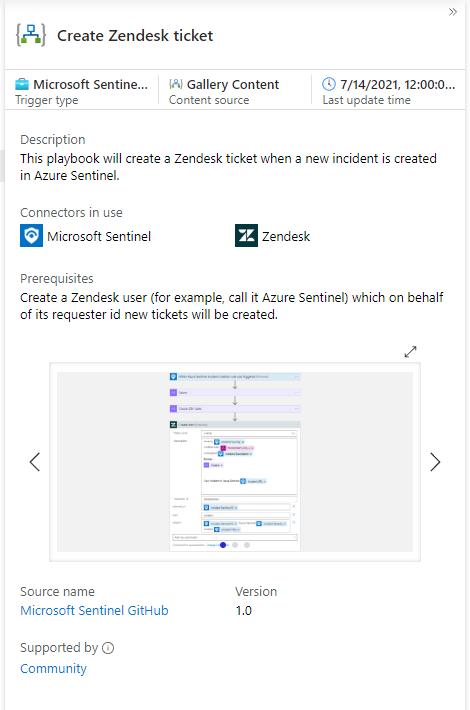 Create Zendesk ticket
Microsoft Sentine...
Trigger type
Gallery Content
Content source
7/14/2021, 12:00:0...
Last update time
Description
This playbook will create a Zendesk ticket when a new incident is created
in Azure Sentinel.
Connectors in use
Microsoft Sentinel
Zendesk
Prerequisites
Create a Zendesk user (for example, call it Azure Sentinel) which on behalf
of its requester id new tickets will be created.
Source name
Microsoft Sentinel GitHub
Version
1.0
Supported by
Community